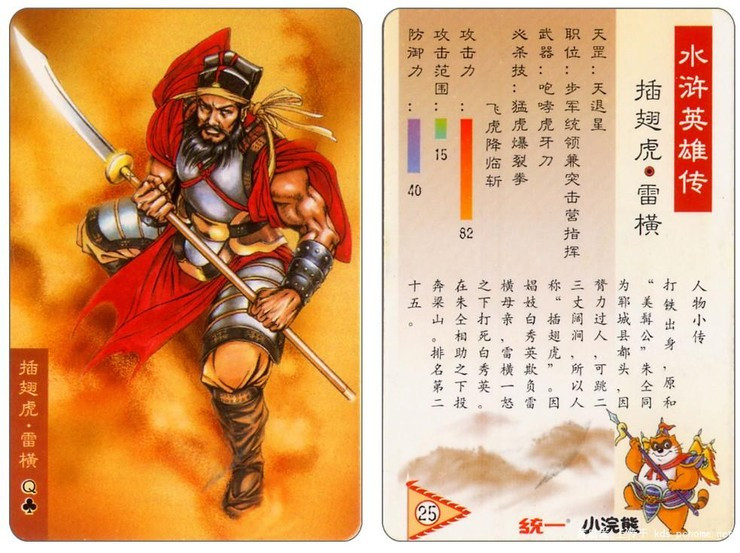 插翅虎·雷橫
Q♣
水浒英雄传
插翅虎·雷橫
天罡：天退星
职位：步军统领兼突击营指挥
武器：咆哮虎牙刀
必杀技：猛虎爆裂拳
飞虎降临斩
攻击力：82
攻击范围：15
防御力：40
人物小传
打铁出身，原和
“美髯公”朱仝同
为郓城县都头，因
膂力过人，可跳二
三丈阔涧，所以人
称“插翅虎”。因
娼妓白秀英欺负雷
横母亲，雷横一怒
之下打死白秀英。
在朱仝相助之下投
奔梁山。排名第二
十五。
25
統一 小浣熊